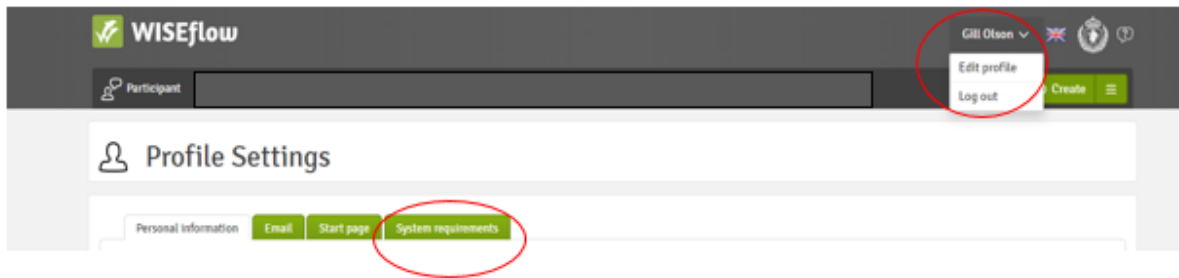 WISEflow
Gill Olson
Edit profile
Log out
Participant
Create
Profile Settings
Personal information Email Start page System requirements